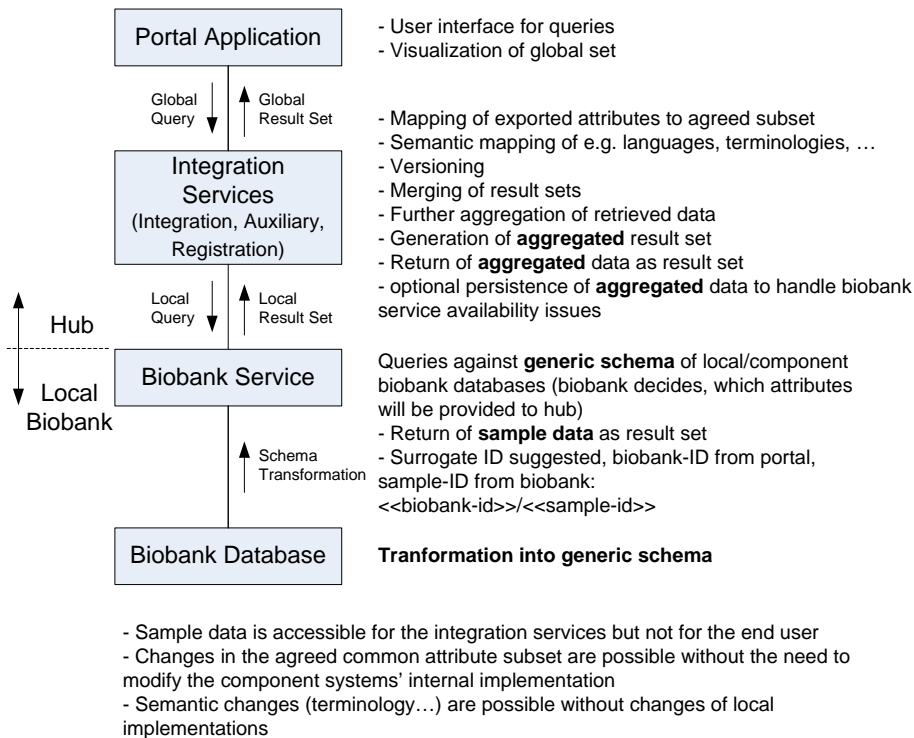 Portal Application
- User interface for queries
- Visualization of global set
Global
Query
Global
Result Set
Integration
Services
(Integration, Auxiliary,
Registration)
- Mapping of exported attributes to agreed subset
- Semantic mapping of e.g. languages, terminologies, …
- Versioning
- Merging of result sets
- Further aggregation of retrieved data
- Generation of aggregated result set
- Return of aggregated data as result set
- optional persistence of aggregated data to handle biobank
service availability issues
Local
Query
Local
Result Set
Hub
Local
Biobank
Biobank Service
Queries against generic schema of local/component
biobank databases (biobank decides, which attributes
will be provided to hub)
- Return of sample data as result set
- Surrogate ID suggested, biobank-ID from portal,
sample-ID from biobank:
<<biobank-id>>/<<sample-id>>
Schema
Transformation
Biobank Database
Tranformation into generic schema
- Sample data is accessible for the integration services but not for the end user
- Changes in the agreed common attribute subset are possible without the need to
modify the component systems' internal implementation
- Semantic changes (terminology…) are possible without changes of local
implementations